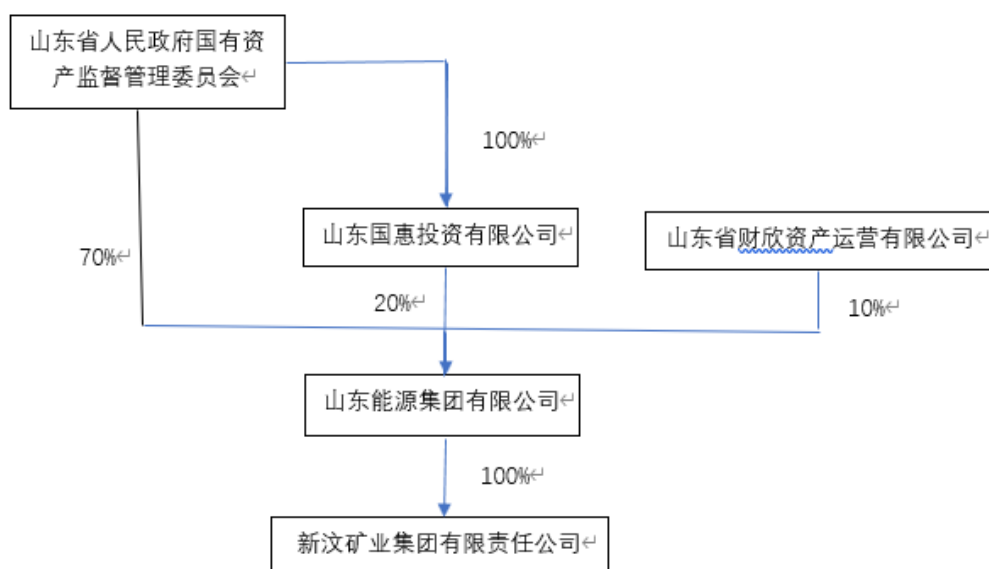 山东省人民政府国有资
产监督管理委员会↵
100%↵
山东国惠投资有限公司↵
山东省财欣资产运营有限公司↵
70%↵
20%↵
10%↵
山东能源集团有限公司↵
100%↵
新汶矿业集团有限责任公司↵